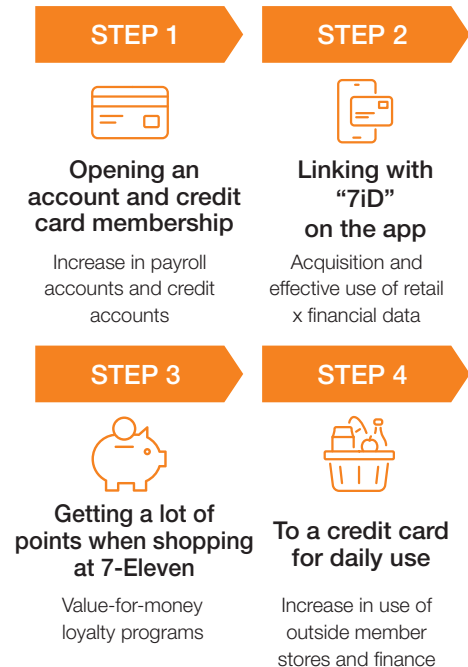 STEP 1
Opening an
account and credit
card membership
Increase in payroll
accounts and credit
accounts
STEP 2
Linking with
“7iD”
on the app
Acquisition and
effective use of retail
x financial data
STEP 3
Getting a lot of
points when shopping
at 7-Eleven
Value-for-money
loyalty programs
STEP 4
To a credit card
for daily use
Increase in use of
outside member
stores and finance